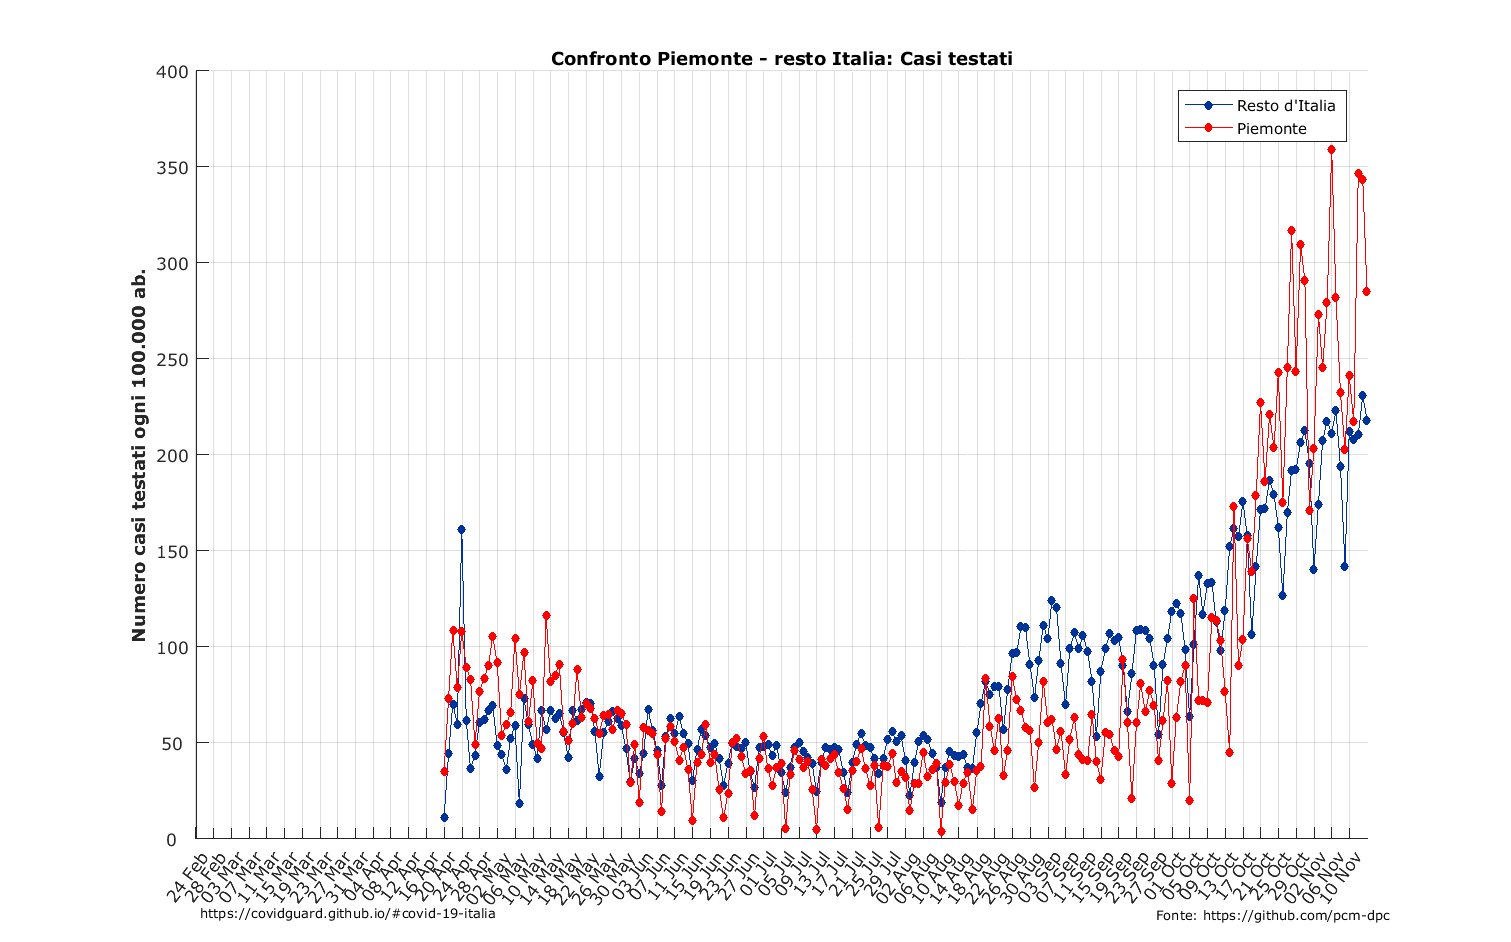 Confronto Piemonte - resto Italia: Casi testati
Resto d'Italia
Piemonte
Numero casi testati ogni 100.000 ab.
400
350
300
250
200
150
100
50
0
24 Feb
28 Feb
03 Mar
07 Mar
11 Mar
15 Mar
19 Mar
23 Mar
27 Mar
31 Mar
04 Apr
08 Apr
12 Apr
16 Apr
20 Apr
24 Apr
28 Apr
02 May
06 May
10 May
14 May
18 May
22 May
26 May
30 May
03 Jun
07 Jun
11 Jun
15 Jun
19 Jun
23 Jun
27 Jun
01 Jul
05 Jul
09 Jul
13 Jul
17 Jul
21 Jul
25 Jul
29 Jul
02 Aug
06 Aug
10 Aug
14 Aug
18 Aug
22 Aug
26 Aug
30 Aug
03 Sep
07 Sep
11 Sep
15 Sep
19 Sep
23 Sep
27 Sep
01 Oct
05 Oct
09 Oct
13 Oct
17 Oct
21 Oct
25 Oct
29 Oct
02 Nov
06 Nov
10 Nov
https://covidguard.github.io/#covid-19-italia
Fonte: https://github.com/pcm-dpc